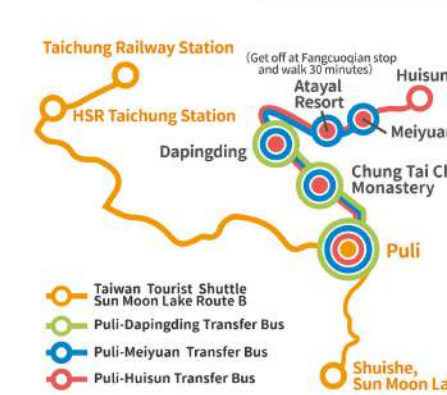 Taichung Railway Station
HSR Taichung Station
(Get off at Fangcuoqian stop
and walk 30 minutes)
Atayal
Resort
Huisun
Meiyuan
Dapingding
Chung Tai Ch
Monastery
Puli
Taiwan Tourist Shuttle
Sun Moon Lake Route B
Puli-Dapingding Transfer Bus
Puli-Meiyuan Transfer Bus
Puli-Huisun Transfer Bus
Shuishe,
Sun Moon La